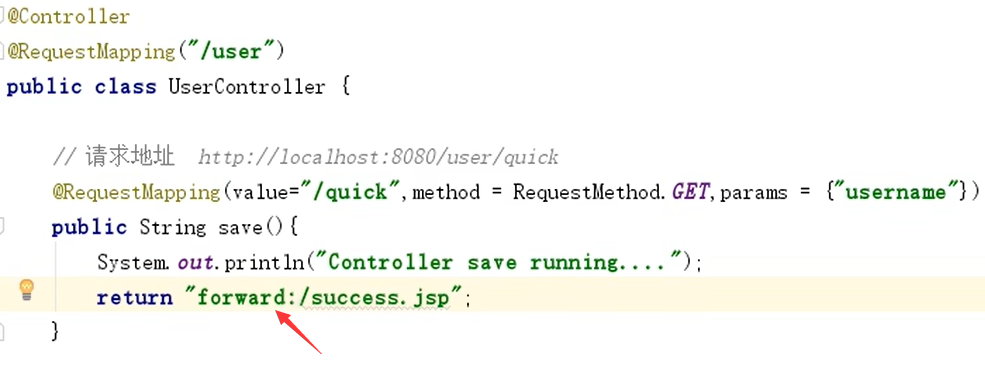 @Controller
@RequestMapping("/user")
public class UserController {
// 请求地址  http://localhost:8080/user/quick
@RequestMapping(value="/quick",method = RequestMethod.GET,params = {"username"})
public String save(){
System.out.println("Controller save running....");
return "forward:/success.jsp";
}